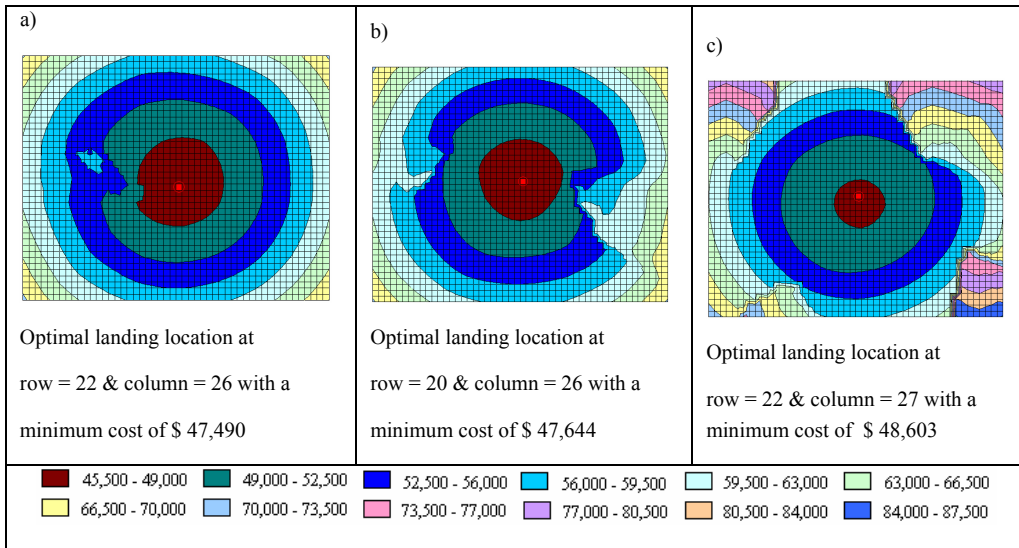 a)
Optimal landing location at
row = 22 & column = 26 with a
minimum cost of $ 47,490
b)
Optimal landing location at
row = 20 & column = 26 with a
minimum cost of $ 47,644
c)
Optimal landing location at
row = 22 & column = 27 with a
minimum cost of $ 48,603
45,500 - 49,000 49,000 - 52,500 52,500 - 56,000 56,000 - 59,500 59,500 - 63,000 63,000 - 66,500
66,500 - 70,000 70,000 - 73,500 73,500 - 77,000 77,000 - 80,500 80,500 - 84,000 84,000 - 87,500